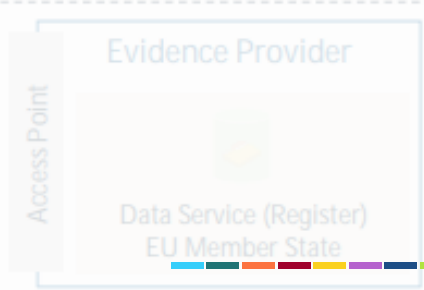 Evidence Provider
Access Point
Data Service (Register)
EU Member State